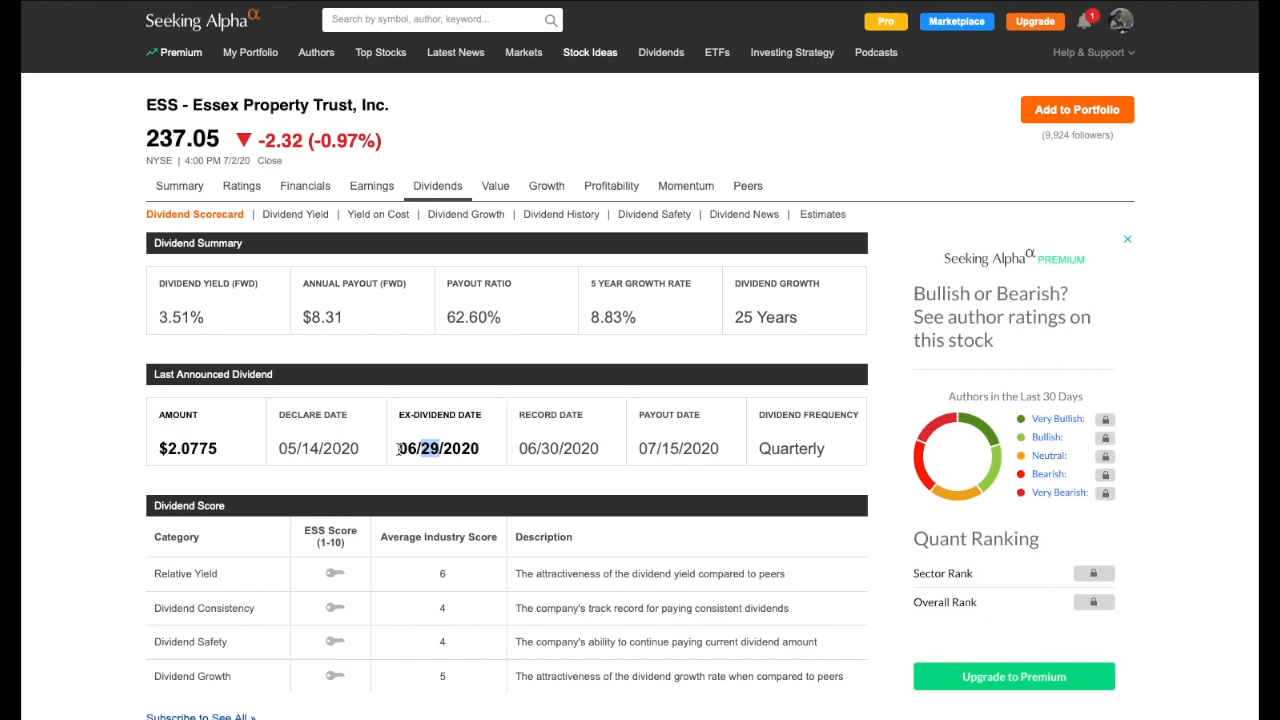 Seeking Alpha α
Search by symbol, author, keyword...
Pro
Marketplace
Upgrade
1
Premium
My Portfolio
Authors
Top Stocks
Latest News
Markets
Stock Ideas
Dividends
ETFs
Investing Strategy
Podcasts
Help & Support
ESS - Essex Property Trust, Inc.
Add to Portfolio
237.05 ▼ -2.32 (-0.97%)
(9,924 followers)
NYSE | 4:00 PM 7/2/20 Close
Summary
Ratings
Financials
Earnings
Dividends
Value
Growth
Profitability
Momentum
Peers
Dividend Scorecard | Dividend Yield | Yield on Cost | Dividend Growth | Dividend History | Dividend Safety | Dividend News | Estimates
Dividend Summary
DIVIDEND YIELD (FWD)
3.51%
ANNUAL PAYOUT (FWD)
$8.31
PAYOUT RATIO
62.60%
5 YEAR GROWTH RATE
8.83%
DIVIDEND GROWTH
25 Years
Last Announced Dividend
AMOUNT
$2.0775
DECLARE DATE
05/14/2020
EX-DIVIDEND DATE
06/29/2020
RECORD DATE
06/30/2020
PAYOUT DATE
07/15/2020
DIVIDEND FREQUENCY
Quarterly
Dividend Score
Category
ESS Score
(1-10)
Average Industry Score
Description
Relative Yield
6
The attractiveness of the dividend yield compared to peers
Dividend Consistency
4
The company's track record for paying consistent dividends
Dividend Safety
4
The company's ability to continue paying current dividend amount
Dividend Growth
5
The attractiveness of the dividend growth rate when compared to peers
Subscribe to See All »
Seeking Alpha α PREMIUM
Bullish or Bearish?
See author ratings on
this stock
Authors in the Last 30 Days
Very Bullish:
Bullish:
Neutral:
Bearish:
Very Bearish:
Quant Ranking
Sector Rank
Overall Rank
Upgrade to Premium